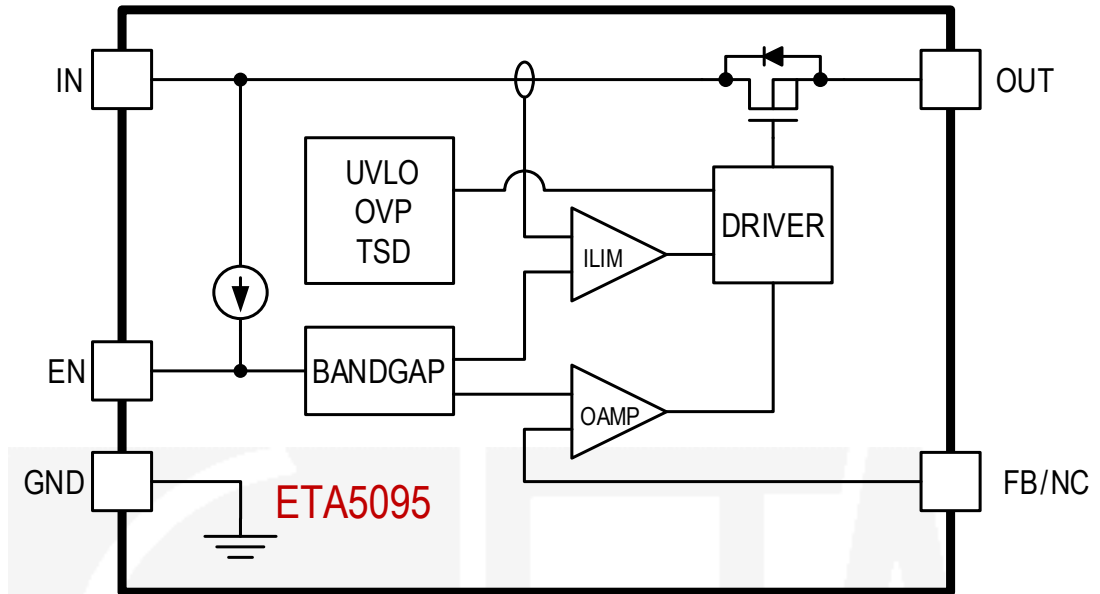 IN
OUT
UVLO
OVP
TSD
DRIVER
ILIM
EN
BANDGAP
OAMP
GND
ETA5095
FB/NC